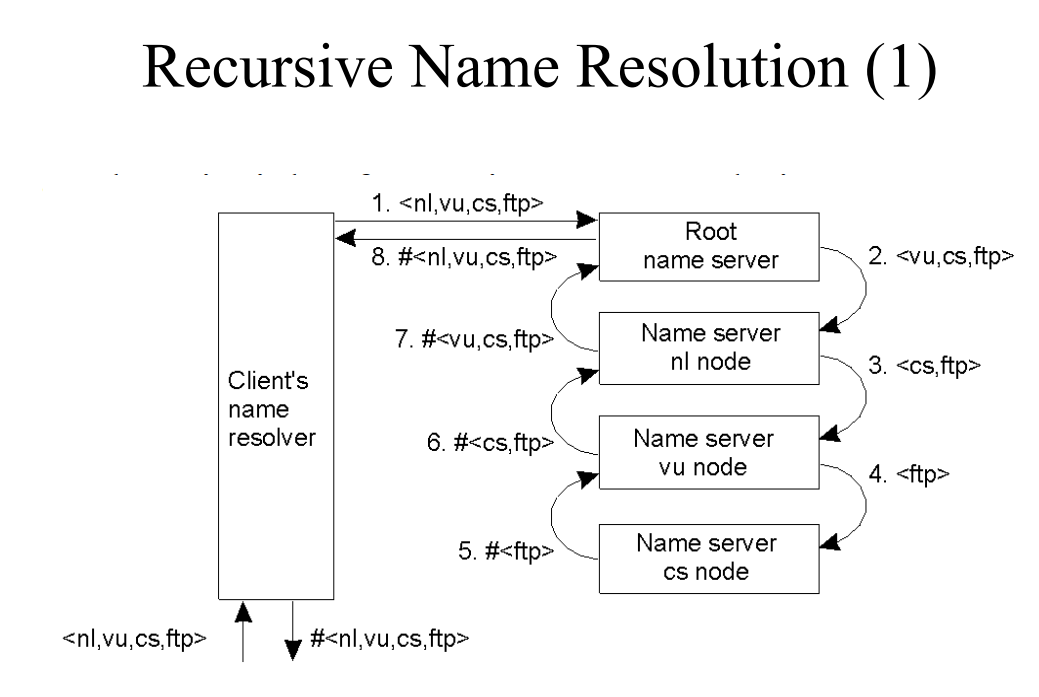 Recursive Name Resolution (1)
1. <nl,vu,cs,ftp>
8. #<nl,vu,cs,ftp>
Root
name server
2. <vu,cs,ftp>
7. #<vu,cs,ftp>
Name server
nl node
3. <cs,ftp>
Client's
name
resolver
6. #<cs,ftp>
Name server
vu node
4. <ftp>
5. #<ftp>
Name server
cs node
<nl,vu,cs,ftp>
#<nl,vu,cs,ftp>